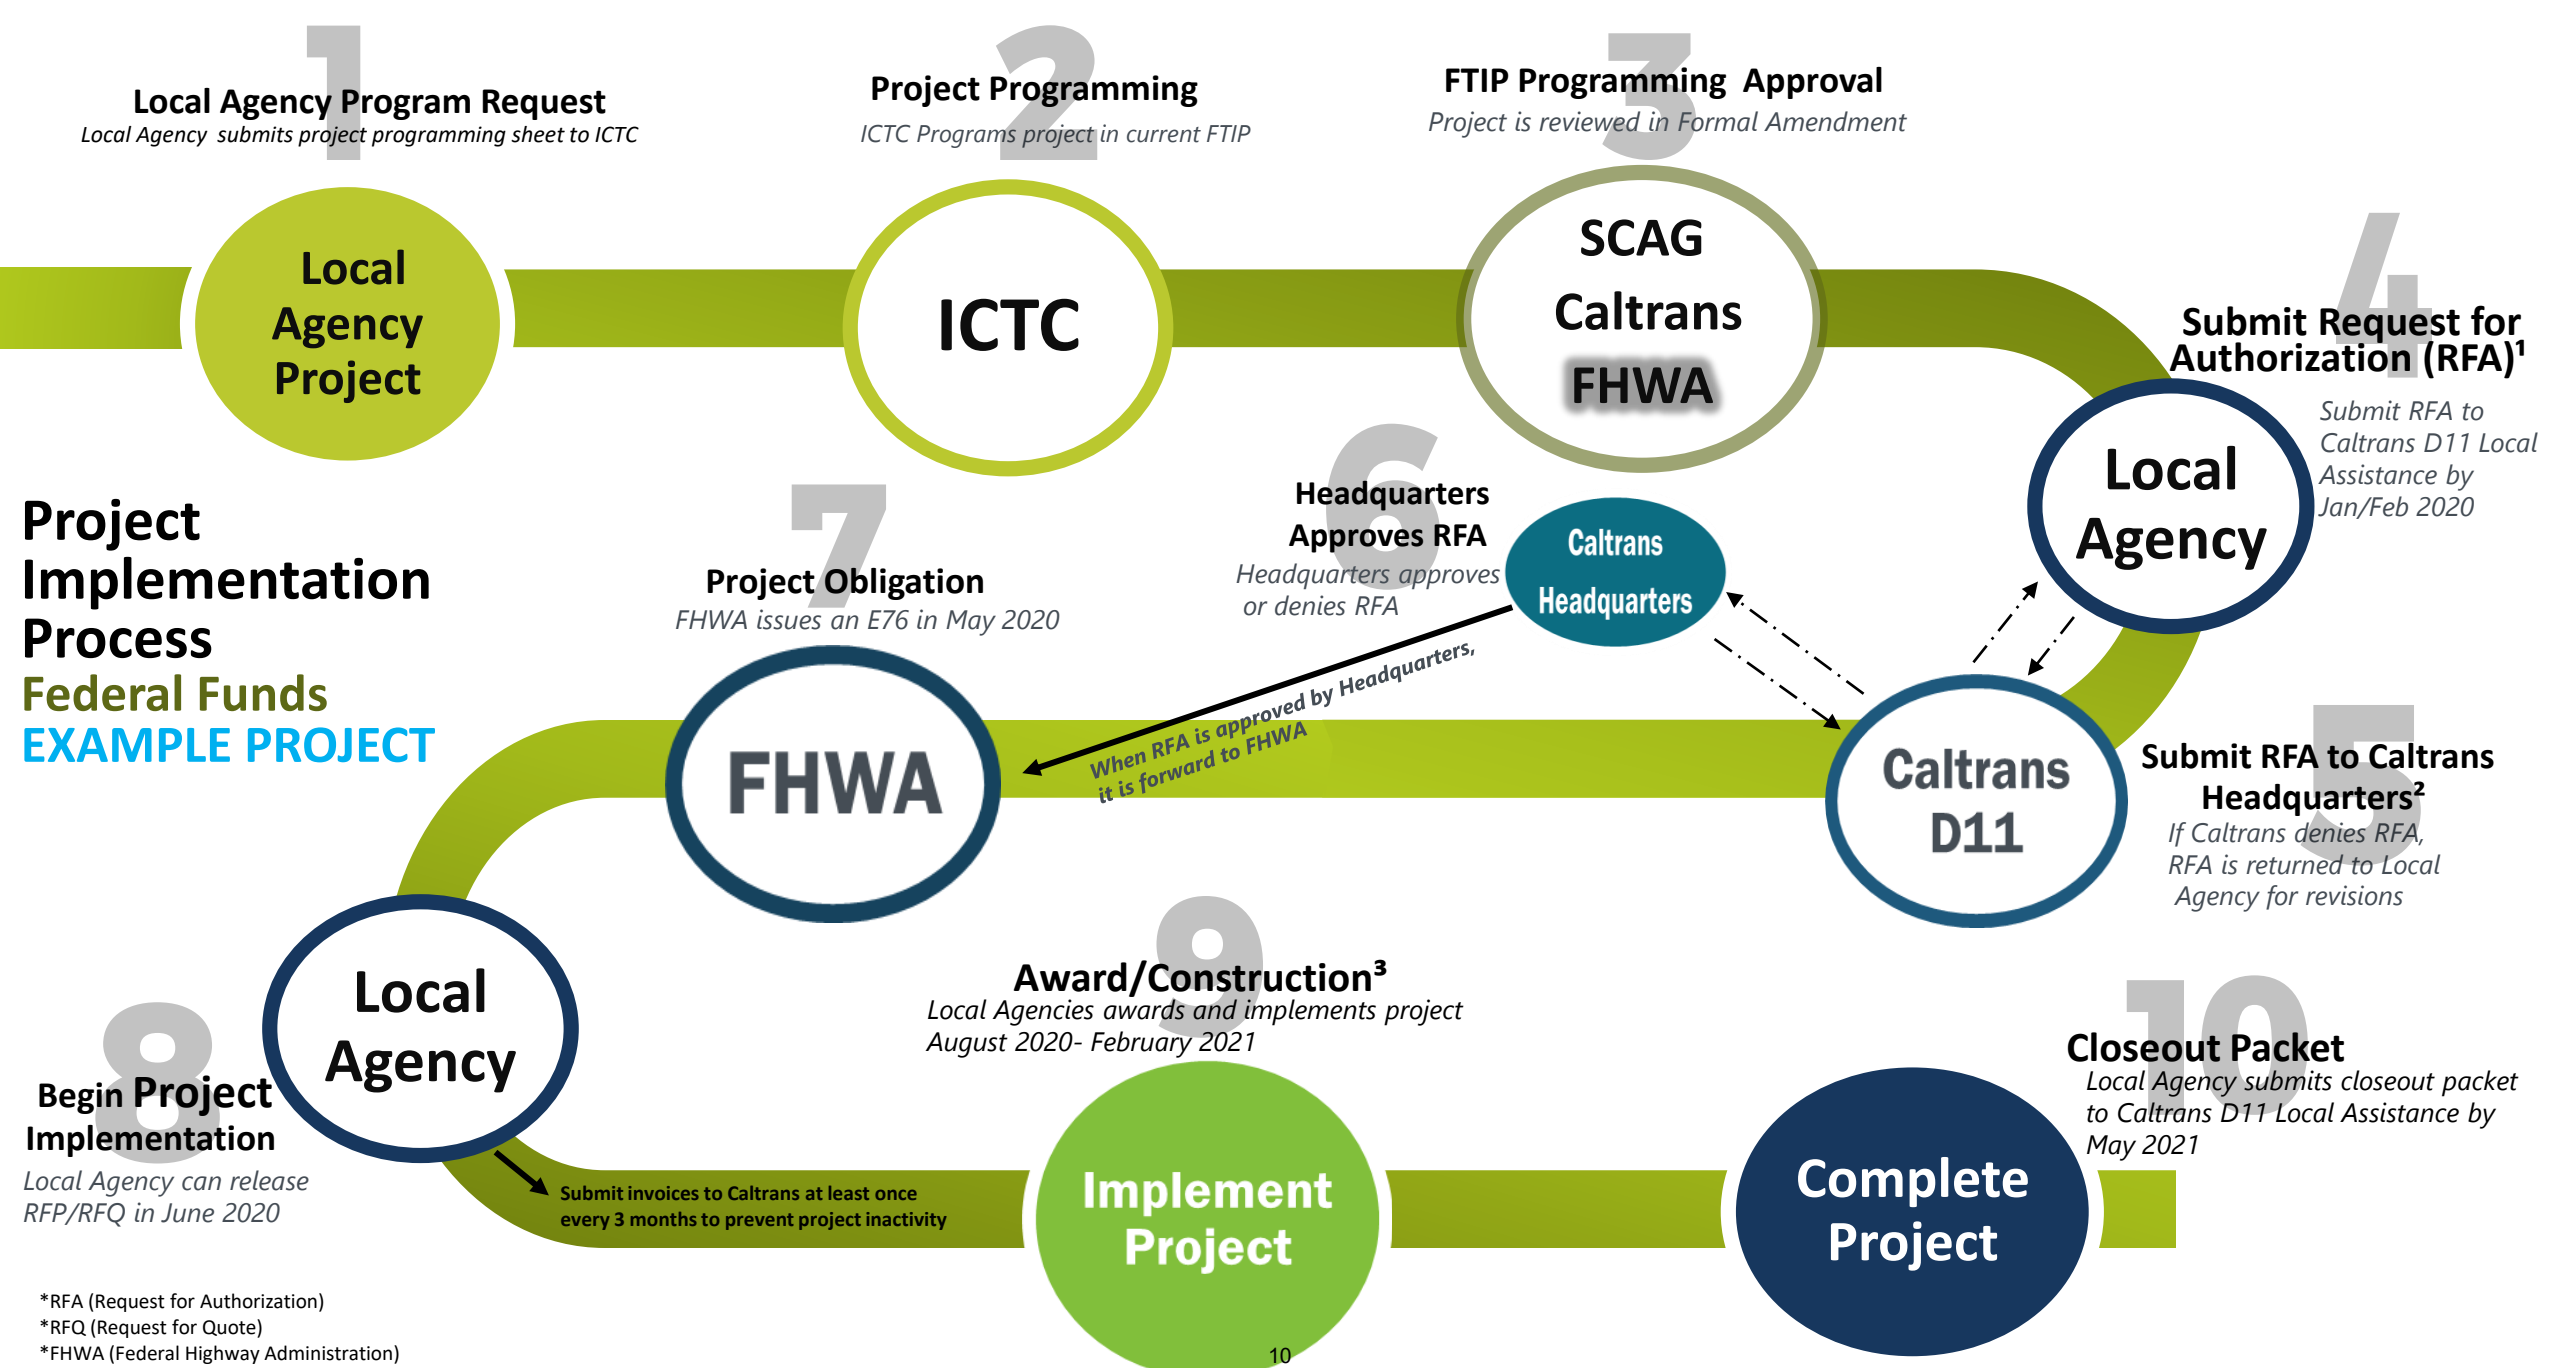 1
Local Agency Program Request
Local Agency submits project programming sheet to ICTC
Local
Agency
Project
2
Project Programming
ICTC Programs project in current FTIP
ICTC
3
FTIP Programming Approval
Project is reviewed in Formal Amendment
SCAG
Caltrans
FHWA
4
Submit Request for
Authorization (RFA)¹
Submit RFA to
Caltrans D11 Local
Assistance by
Jan/Feb 2020
Local
Agency
Project
Implementation
Process
Federal Funds
EXAMPLE PROJECT
5
Submit RFA to Caltrans
Headquarters²
If Caltrans denies RFA,
RFA is returned to Local
Agency for revisions
Caltrans
D11
6
Headquarters
Approves RFA
Headquarters approves
or denies RFA
Caltrans
Headquarters
When RFA is approved by Headquarters,
it is forward to FHWA
7
Project Obligation
FHWA issues an E76 in May 2020
FHWA
8
Begin Project
Implementation
Local Agency can release
RFP/RFQ in June 2020
Local
Agency
Submit invoices to Caltrans at least once
every 3 months to prevent project inactivity
9
Award/Construction³
Local Agencies awards and implements project
August 2020- February 2021
Implement
Project
10
Closeout Packet
Local Agency submits closeout packet
to Caltrans D11 Local Assistance by
May 2021
Complete
Project
*RFA (Request for Authorization)
*RFQ (Request for Quote)
*FHWA (Federal Highway Administration)
10